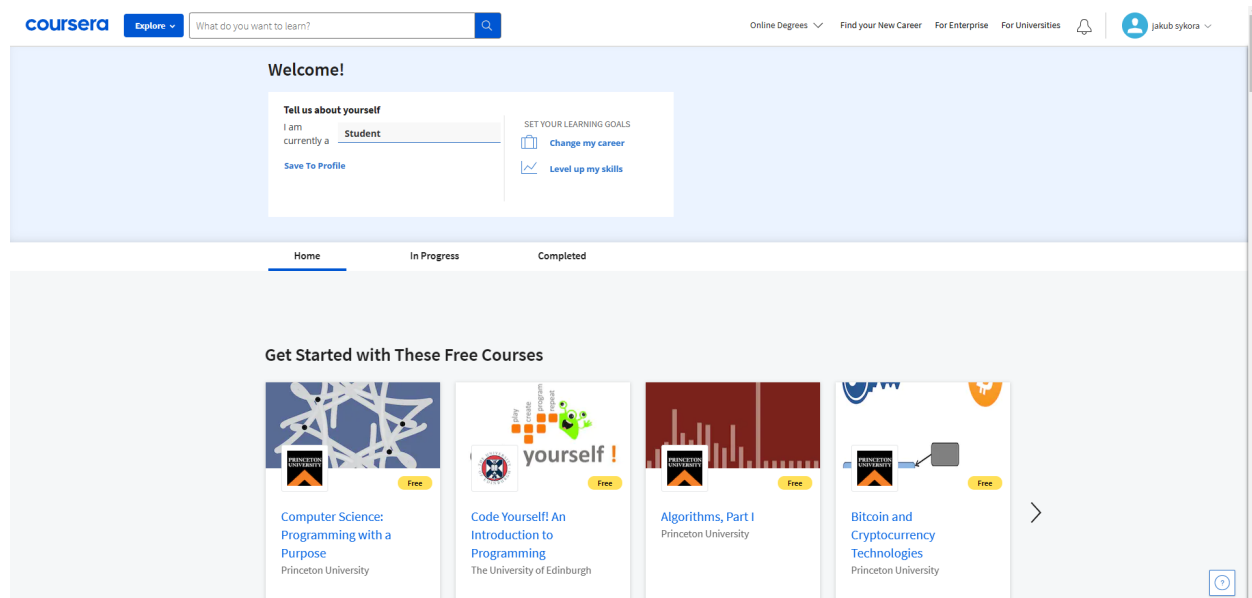 coursera
Explore
What do you want to learn?
Online Degrees
Find your New Career
For Enterprise
For Universities
jakub sykora
Welcome!
Tell us about yourself
I am
currently a
Student
Save To Profile
SET YOUR LEARNING GOALS
Change my career
Level up my skills
Home
In Progress
Completed
Get Started with These Free Courses
PRINCETON
UNIVERSITY
Free
Computer Science:
Programming with a
Purpose
Princeton University
play
create
program
repeat
yourself !
Free
Code Yourself! An
Introduction to
Programming
The University of Edinburgh
PRINCETON
UNIVERSITY
Free
Algorithms, Part I
Princeton University
PRINCETON
UNIVERSITY
Free
Bitcoin and
Cryptocurrency
Technologies
Princeton University
?